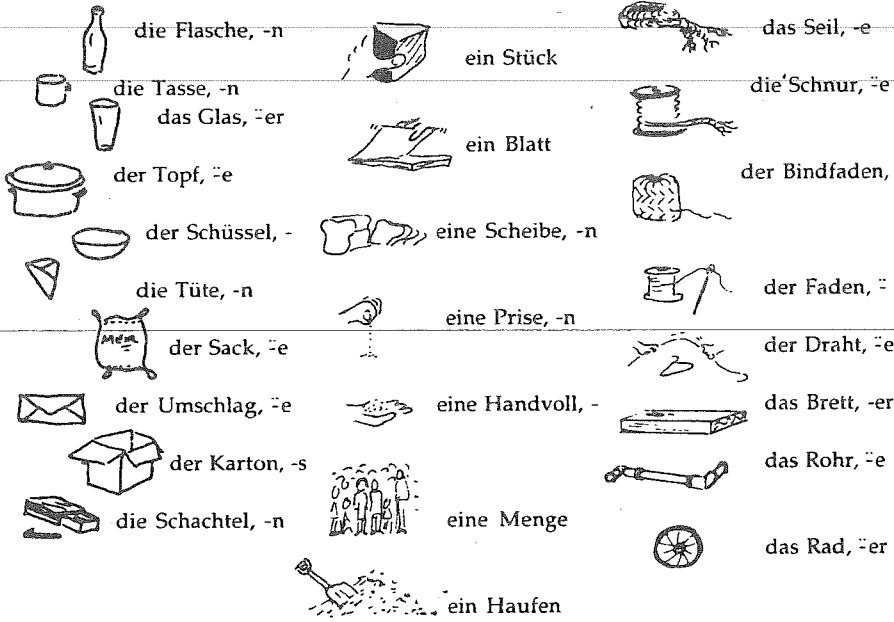 die Flasche, -n
die Tasse, -n
das Glas, ⸚er
der Topf, ⸚e
der Schüssel, -
die Tüte, -n
der Sack, ⸚e
der Umschlag, ⸚e
der Karton, -s
die Schachtel, -n
ein Stück
ein Blatt
eine Scheibe, -n
eine Prise, -n
eine Handvoll, -
eine Menge
ein Haufen
das Seil, -e
die Schnur, ⸚e
der Bindfaden,
der Faden, ⸚
der Draht, ⸚e
das Brett, -er
das Rohr, ⸚e
das Rad, ⸚er